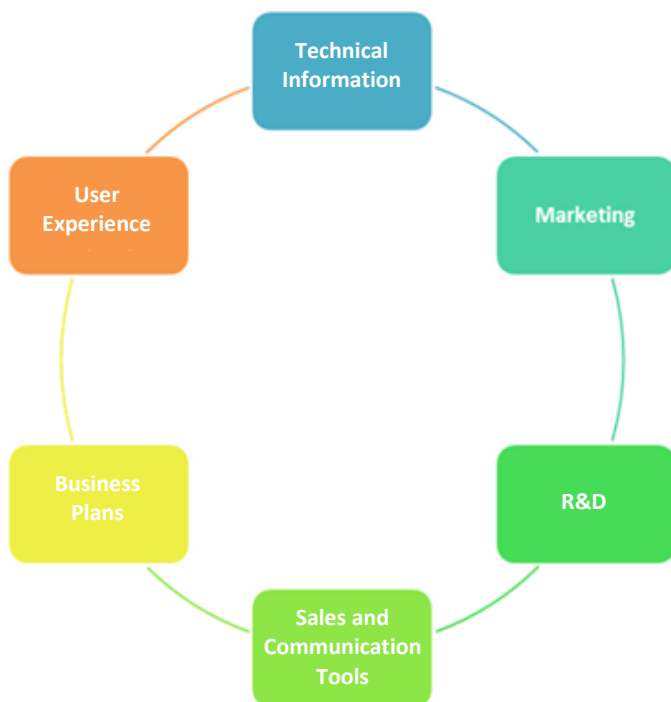 Technical
Information
Marketing
R&D
Sales and
Communication
Tools
Business
Plans
User
Experience